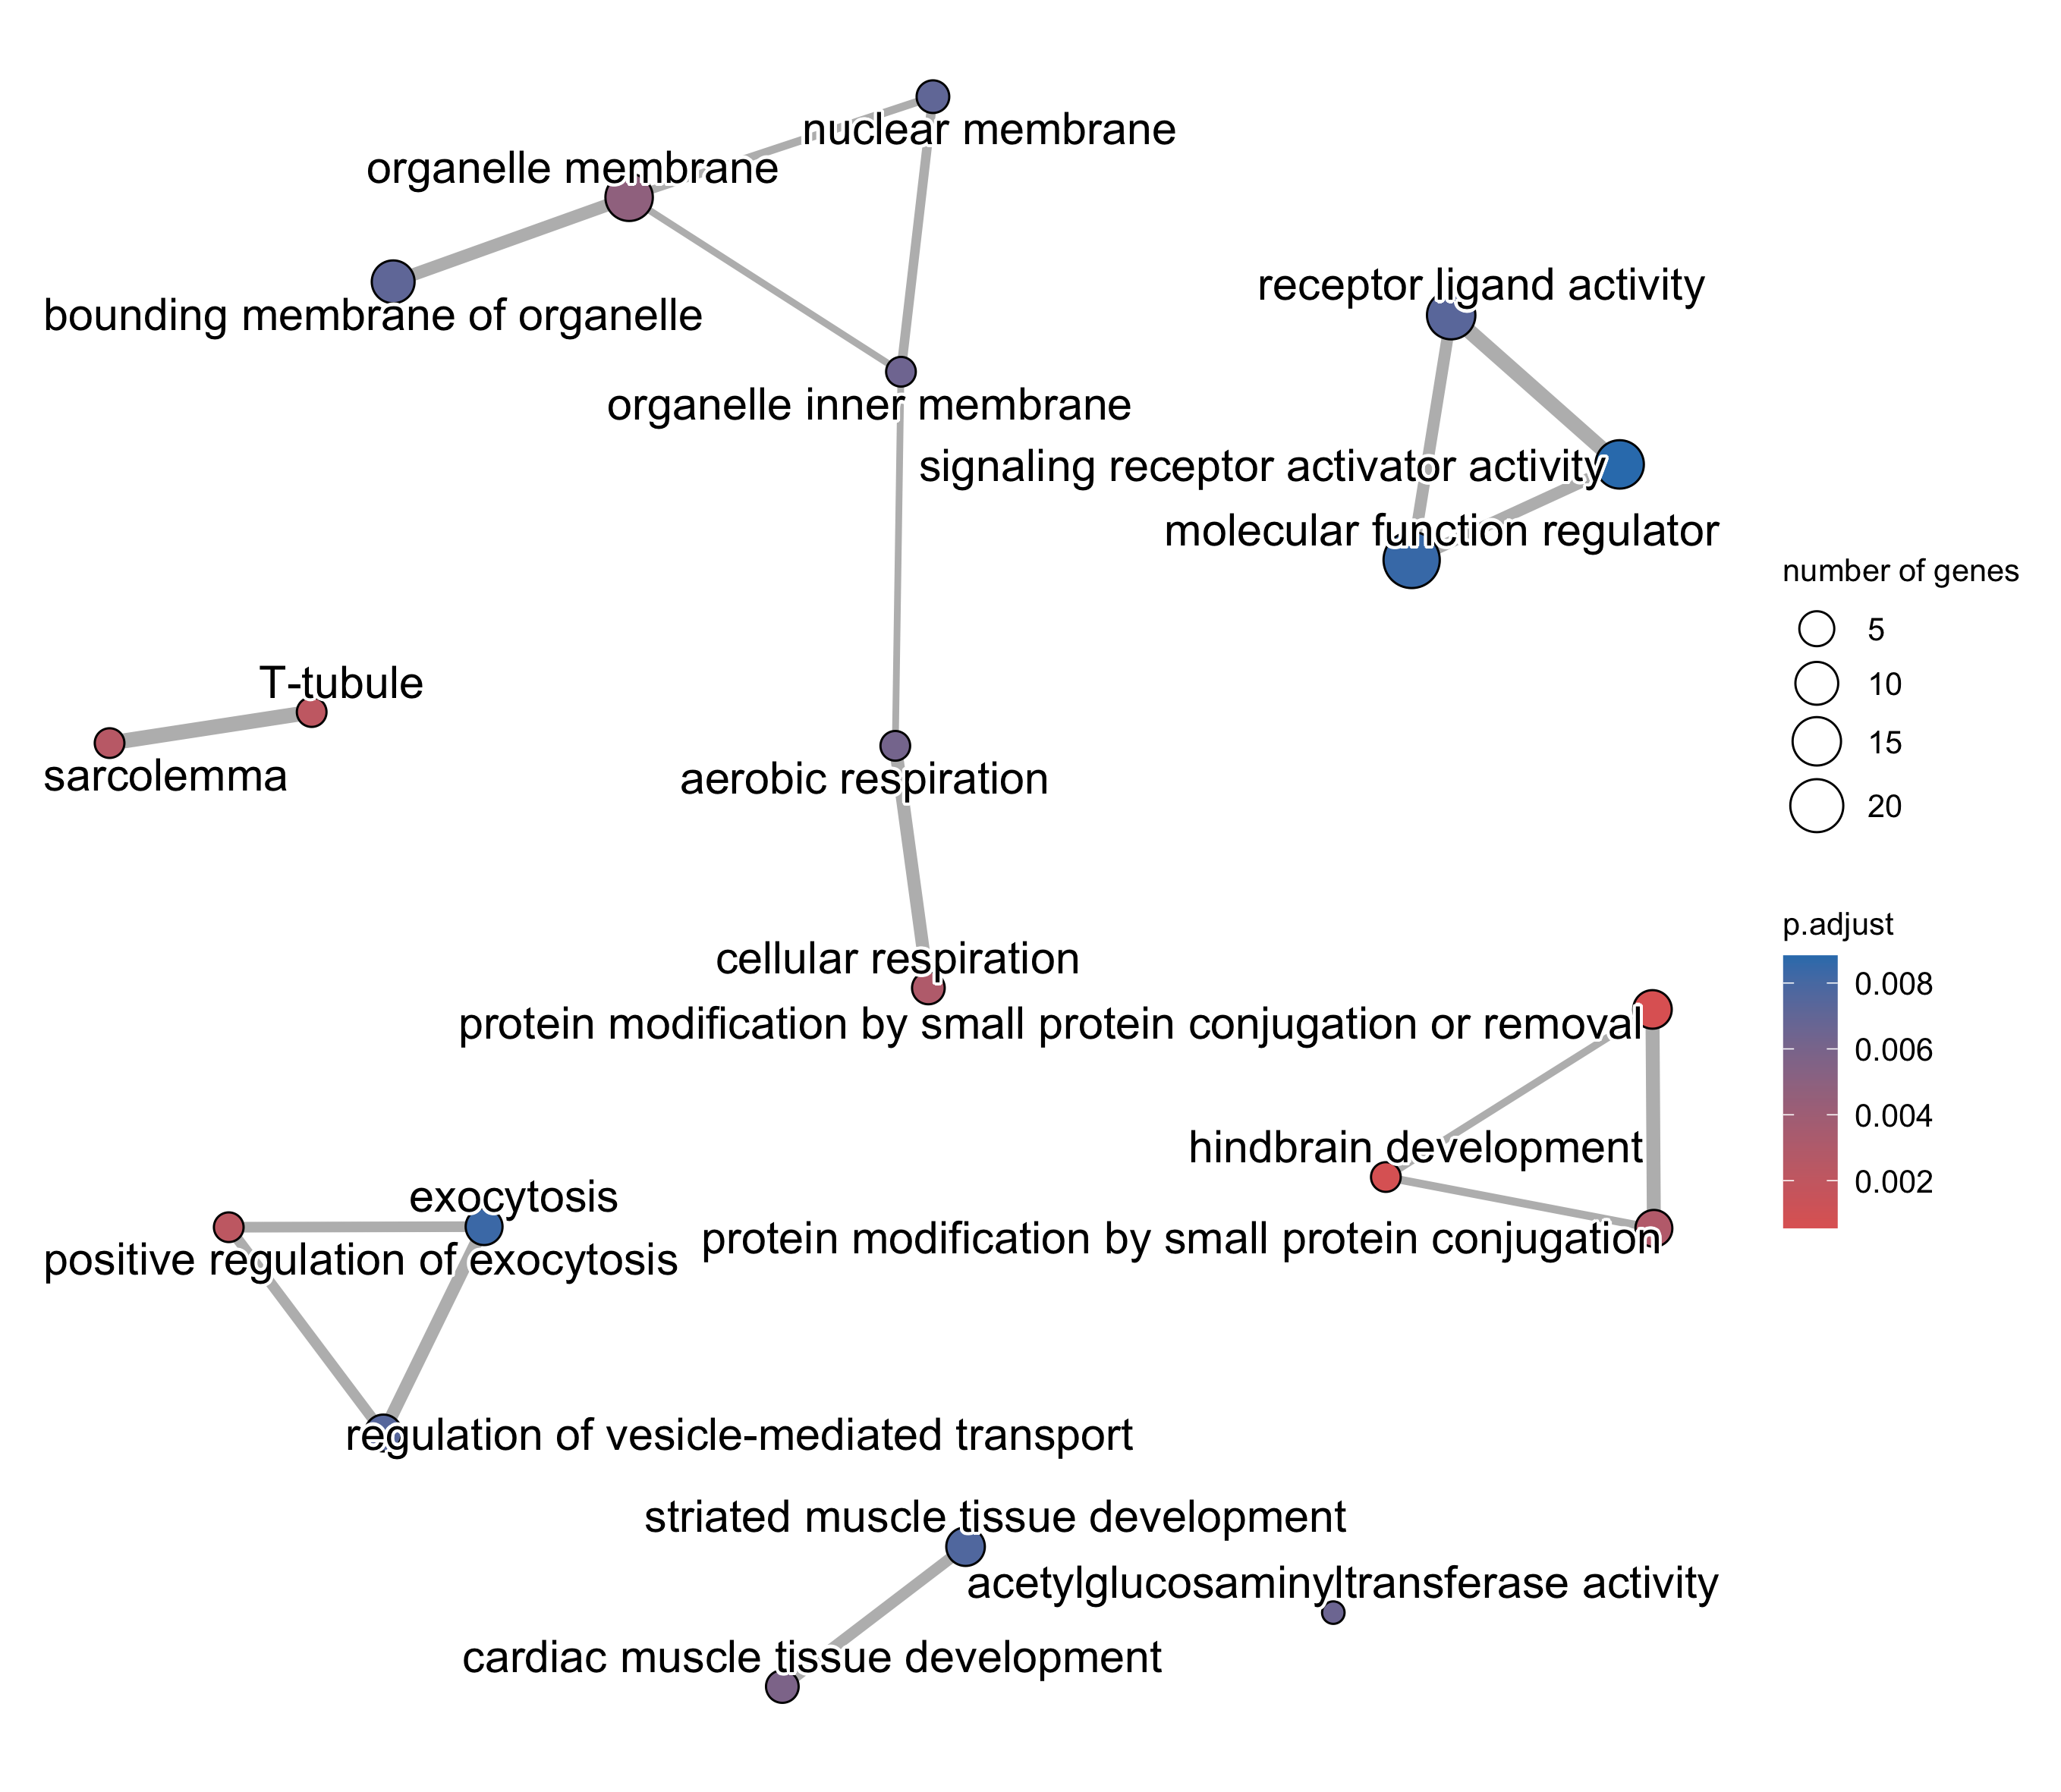 nuclear membrane
organelle membrane
bounding membrane of organelle
receptor ligand activity
organelle inner membrane
signaling receptor activator activity
molecular function regulator
number of genes
5
10
15
20
T-tubule
sarcolemma
aerobic respiration
cellular respiration
p.adjust
0.008
0.006
0.004
0.002
protein modification by small protein conjugation or removal
hindbrain development
exocytosis
protein modification by small protein conjugation
positive regulation of exocytosis
regulation of vesicle-mediated transport
striated muscle tissue development
acetylglucosaminyltransferase activity
cardiac muscle tissue development